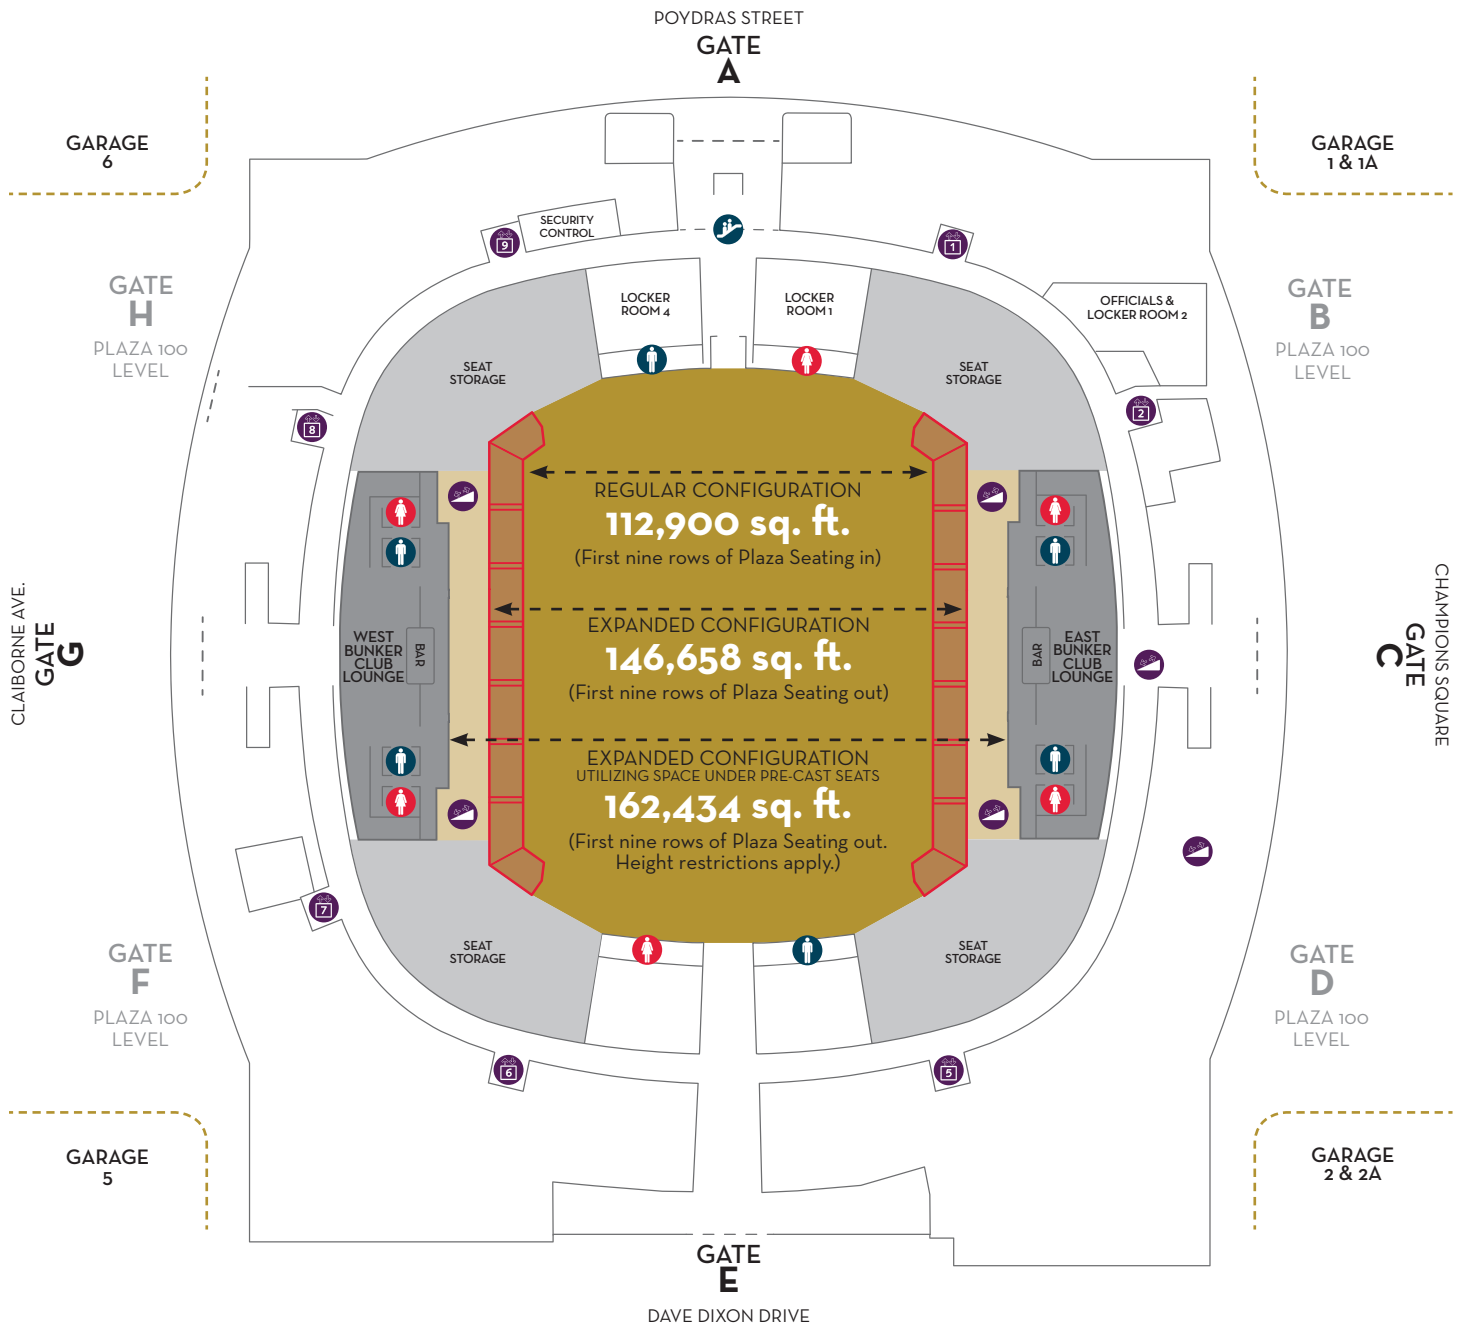 POYDRAS STREET
GATE
A
GARAGE
6
GARAGE
1 & 1A
SECURITY
CONTROL
9
1
GATE
H
PLAZA 100
LEVEL
LOCKER
ROOM 4
LOCKER
ROOM 1
OFFICIALS &
LOCKER ROOM 2
GATE
B
PLAZA 100
LEVEL
SEAT
STORAGE
SEAT
STORAGE
8
2
REGULAR CONFIGURATION
112,900 sq. ft.
(First nine rows of Plaza Seating in)
EXPANDED CONFIGURATION
146,658 sq. ft.
(First nine rows of Plaza Seating out)
EXPANDED CONFIGURATION
UTILIZING SPACE UNDER PRE-CAST SEATS
162,434 sq. ft.
(First nine rows of Plaza Seating out.
Height restrictions apply.)
CLAIBORNE AVE.
GATE
G
WEST
BUNKER
CLUB
LOUNGE
BAR
BAR
EAST
BUNKER
CLUB
LOUNGE
GATE
C
CHAMPIONS SQUARE
7
SEAT
STORAGE
SEAT
STORAGE
GATE
F
PLAZA 100
LEVEL
GATE
D
PLAZA 100
LEVEL
6
5
GARAGE
5
GARAGE
2 & 2A
GATE
E
DAVE DIXON DRIVE